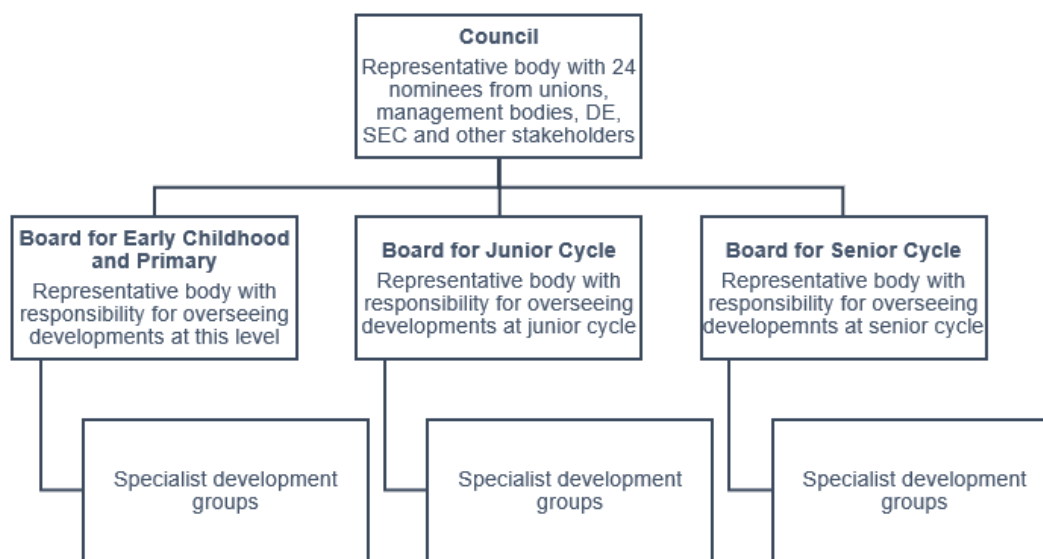 Council
Representative body with 24
nominees from unions,
management bodies, DE,
SEC and other stakeholders
Board for Early Childhood
and Primary
Representative body with
responsibility for overseeing
developments at this level
Board for Junior Cycle
Representative body with
responsibility for overseeing
developments at junior cycle
Board for Senior Cycle
Representative body with
responsibility for overseeing
developemnts at senior cycle
Specialist development
groups
Specialist development
groups
Specialist development
groups